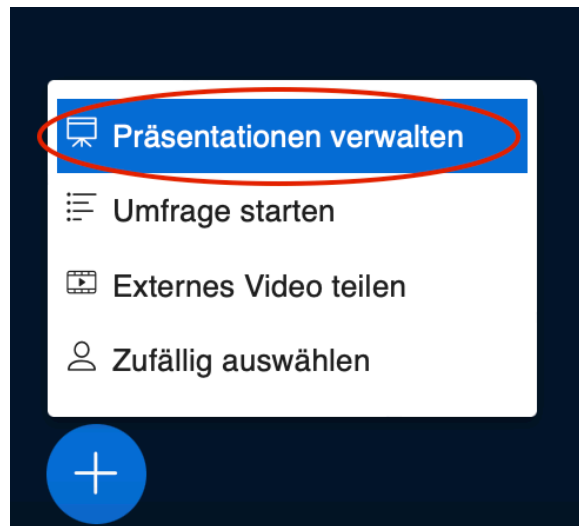 Präsentationen verwalten
Umfrage starten
Externes Video teilen
Zufällig auswählen